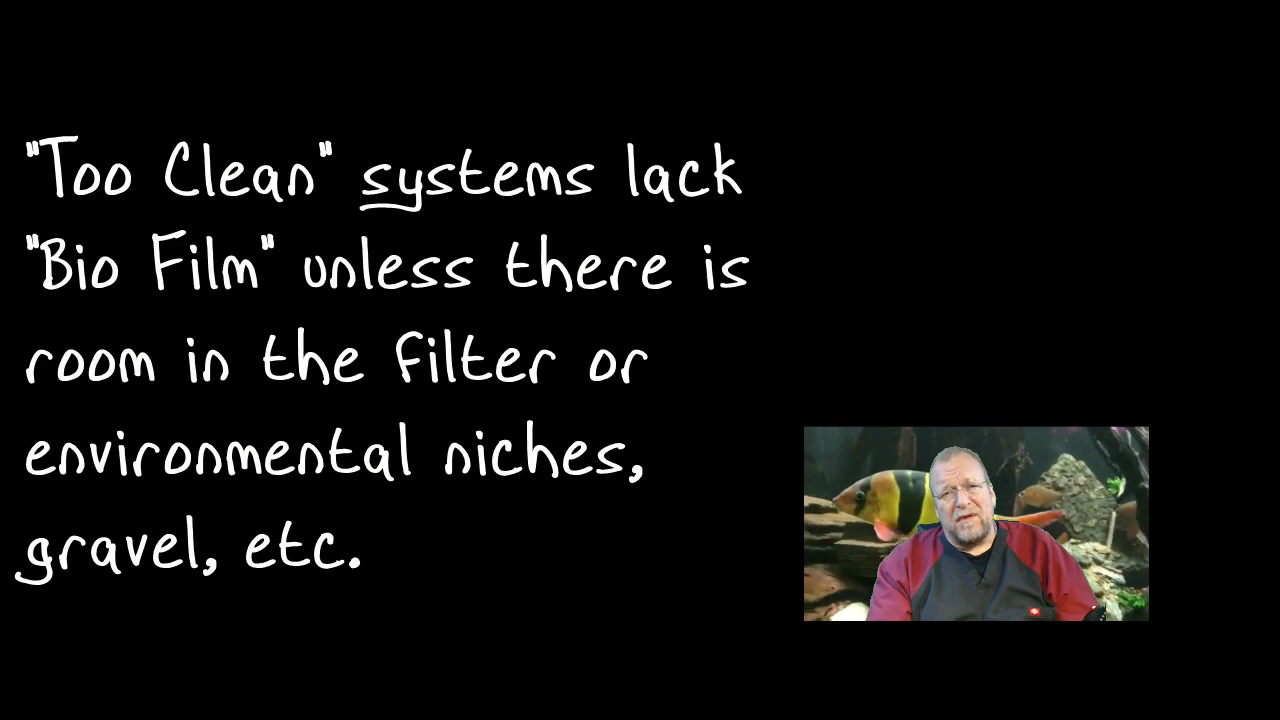 "Too Clean" systems lack
"Bio Film" unless there is
room in the filter or
environmental niches,
gravel, etc.